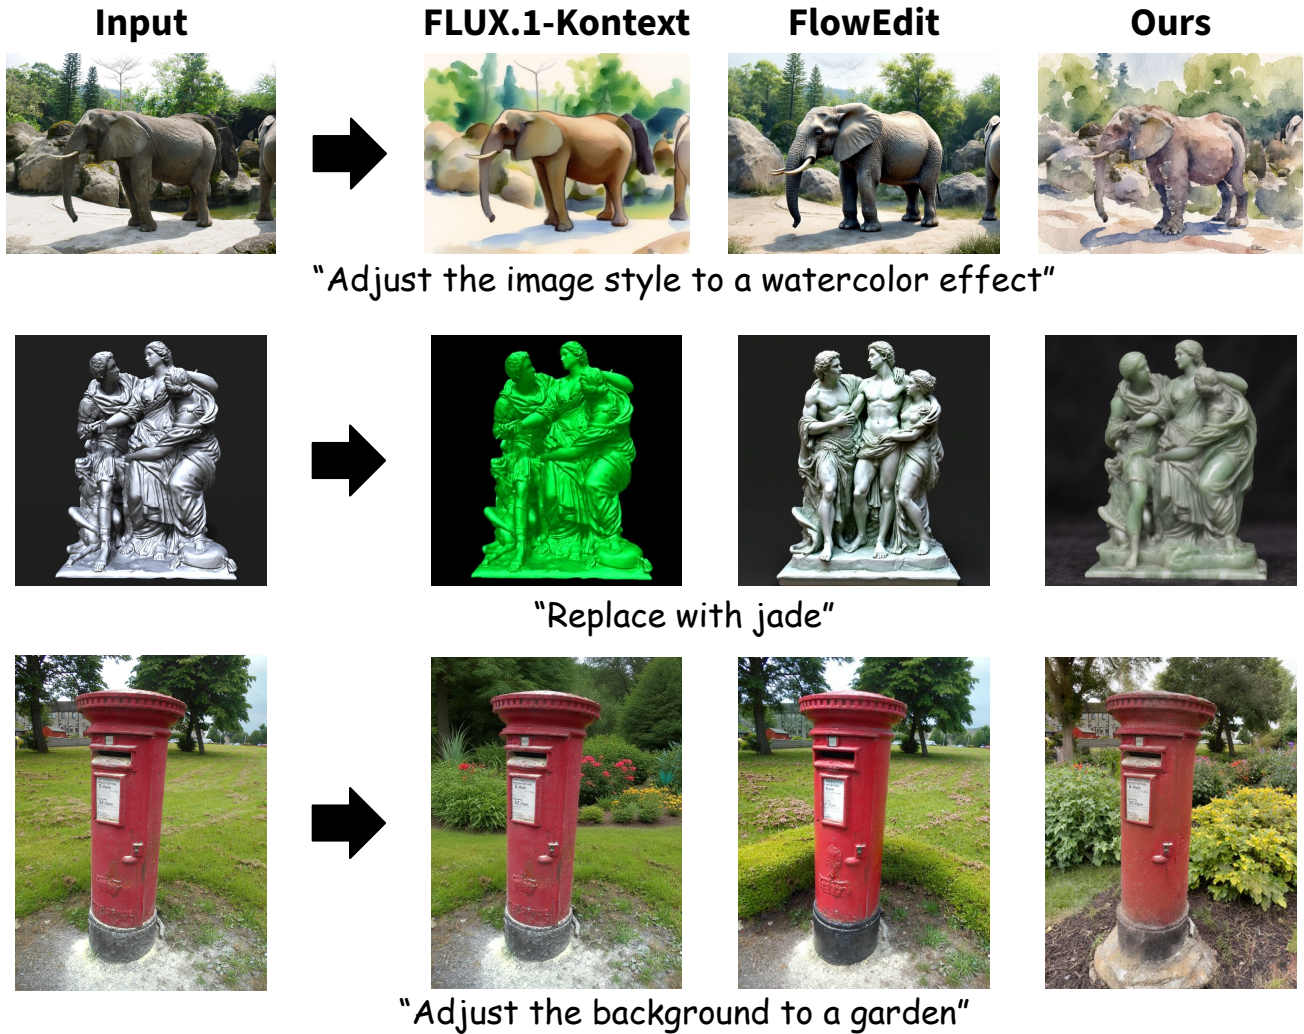 Input FLUX.1-Kontext FlowEdit Ours
“Adjust the image style to a watercolor effect”
“Replace with jade”
“Adjust the background to a garden”